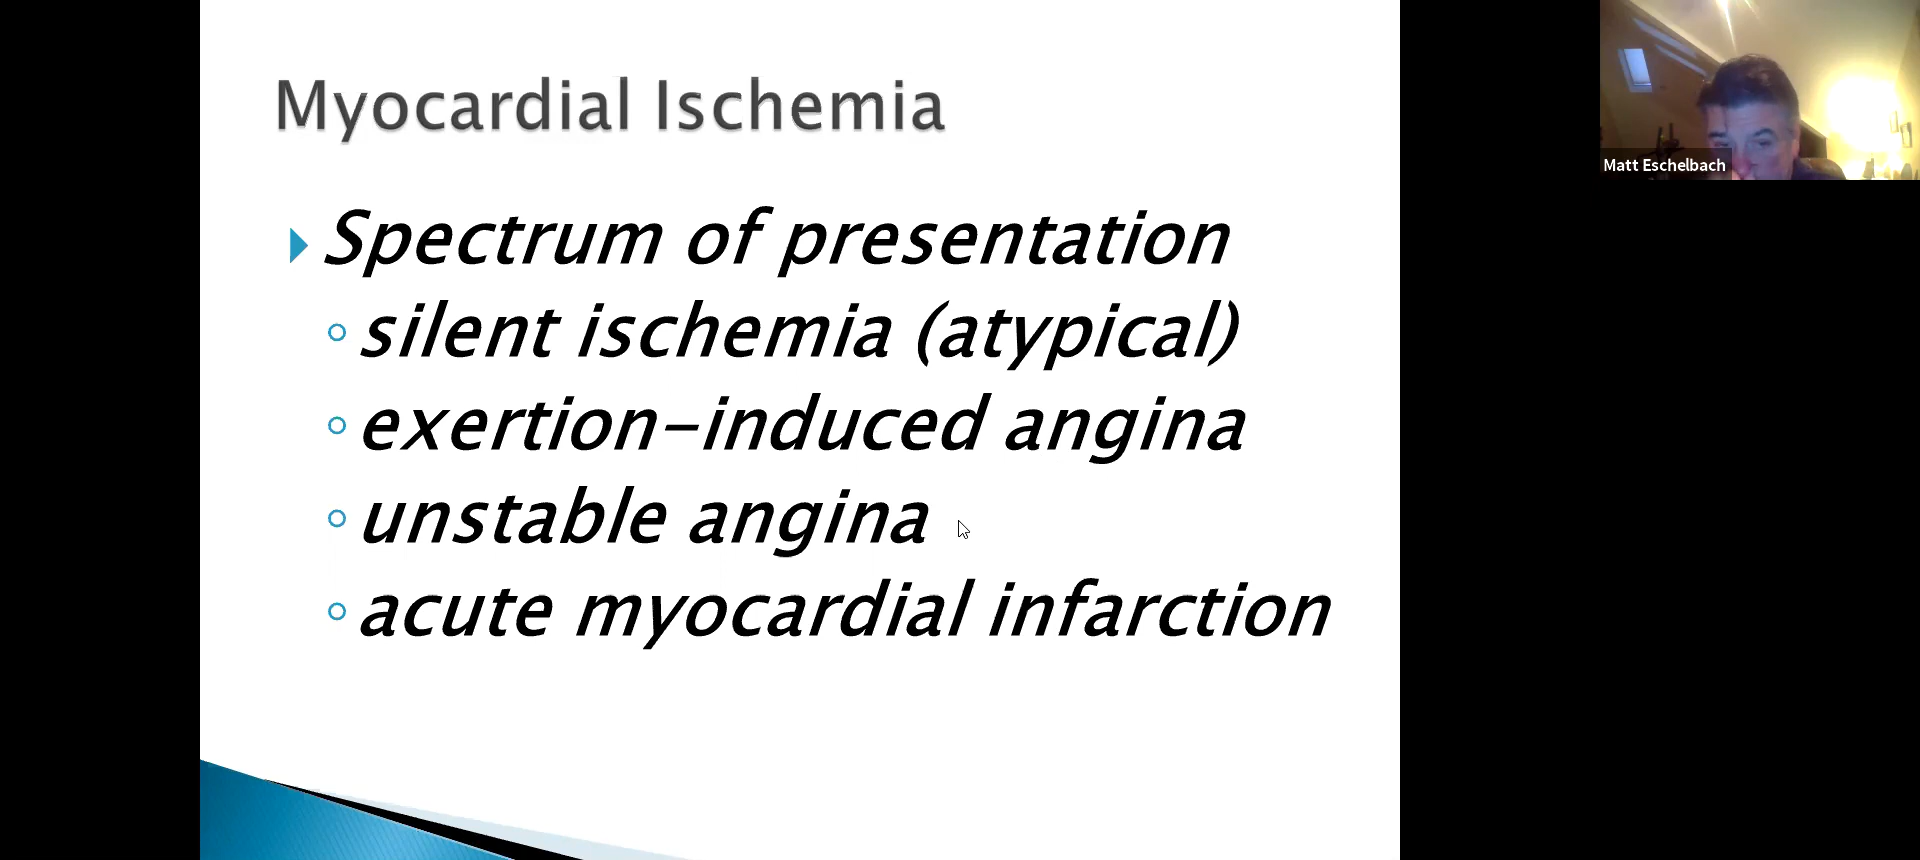 Myocardial Ischemia
Spectrum of presentation
silent ischemia (atypical)
exertion-induced angina
unstable angina
acute myocardial infarction
Matt Eschelbach